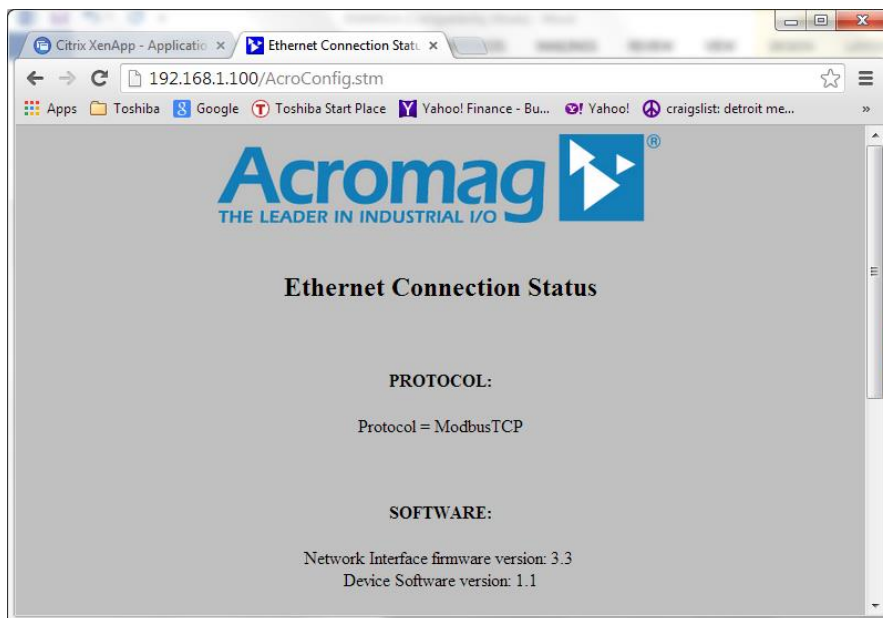 Citrix XenApp - Applicatio
Ethernet Connection Statu
192.168.1.100/AcroConfig.stm
Apps
Toshiba
Google
Toshiba Start Place
Yahoo! Finance - Bu...
Yahoo!
craigslist: detroit me...
»
Acromag®
THE LEADER IN INDUSTRIAL I/O
Ethernet Connection Status
PROTOCOL:
Protocol = ModbusTCP
SOFTWARE:
Network Interface firmware version: 3.3
Device Software version: 1.1